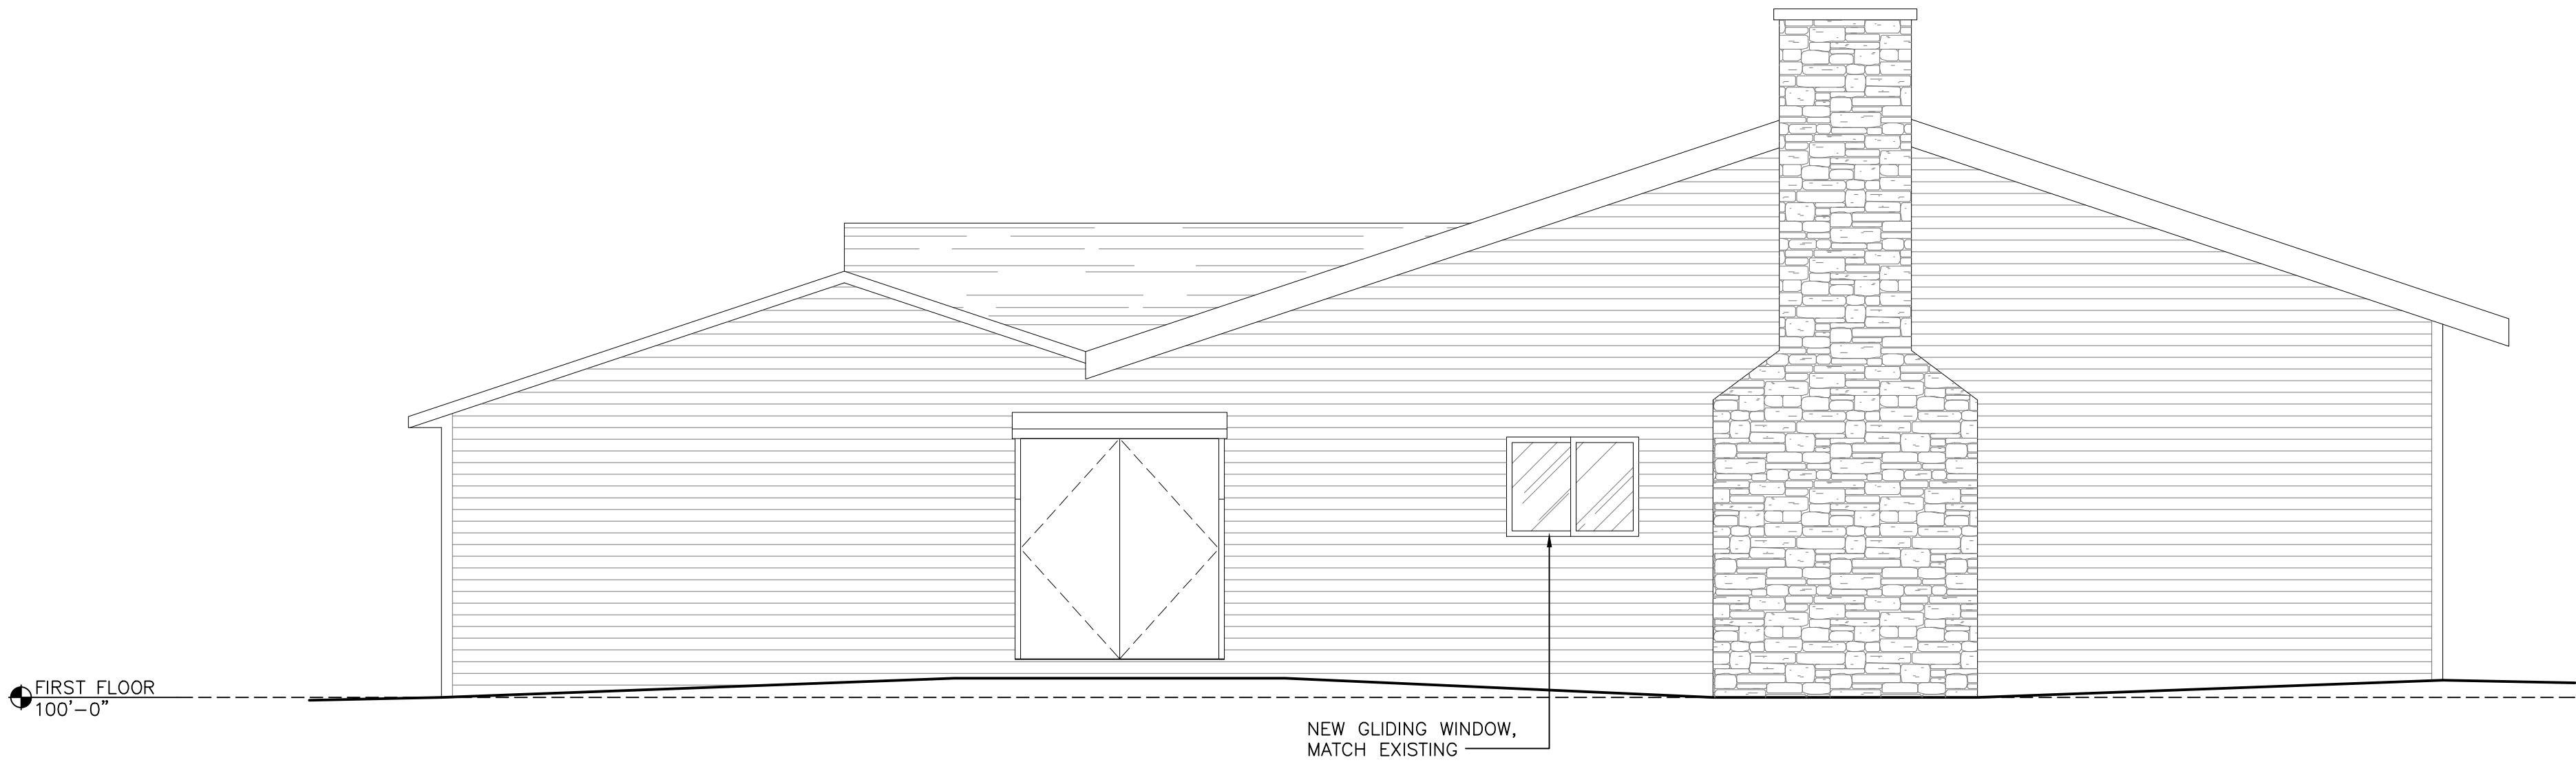 FIRST FLOOR
100'-0"
NEW GLIDING WINDOW,
MATCH EXISTING